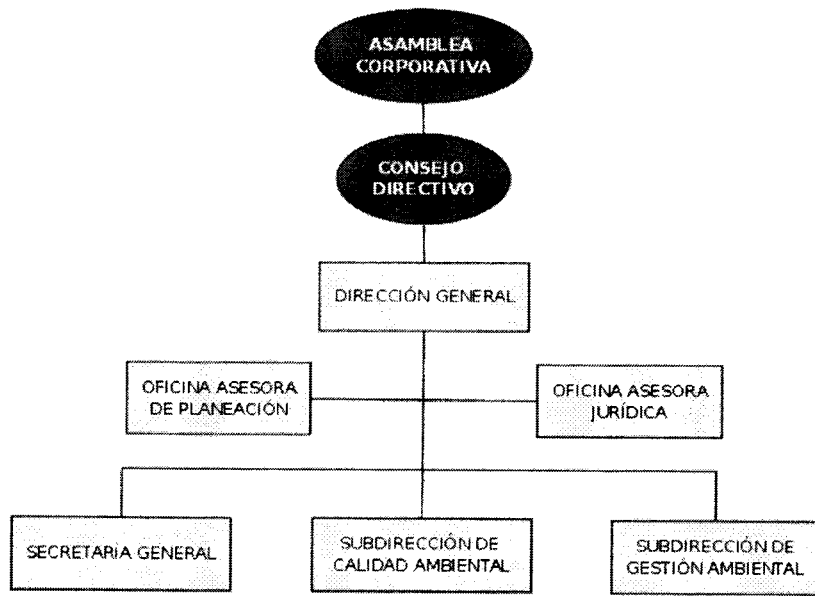 ASAMBLEA
CORPORATIVA
CONSEJO
DIRECTIVO
DIRECCIÓN GENERAL
OFICINA ASESORA
DE PLANEACIÓN
OFICINA ASESORA
JURÍDICA
SECRETARIA GENERAL
SUBDIRECCIÓN DE
CALIDAD AMBIENTAL
SUBDIRECCIÓN DE
GESTIÓN AMBIENTAL